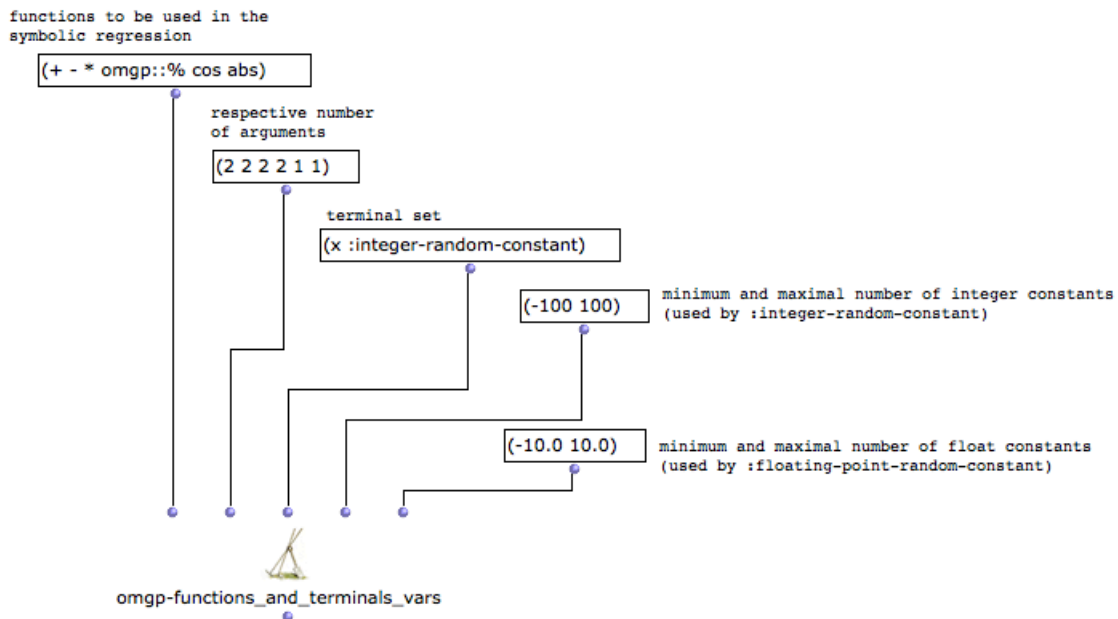 functions to be used in the
symbolic regression
(+ - * omgp::% cos abs)
respective number
of arguments
(2 2 2 2 1 1)
terminal set
(x :integer-random-constant)
(-100 100)
minimum and maximal number of integer constants
(used by :integer-random-constant)
(-10.0 10.0)
minimum and maximal number of float constants
(used by :floating-point-random-constant)
omgp-functions_and_terminals_vars